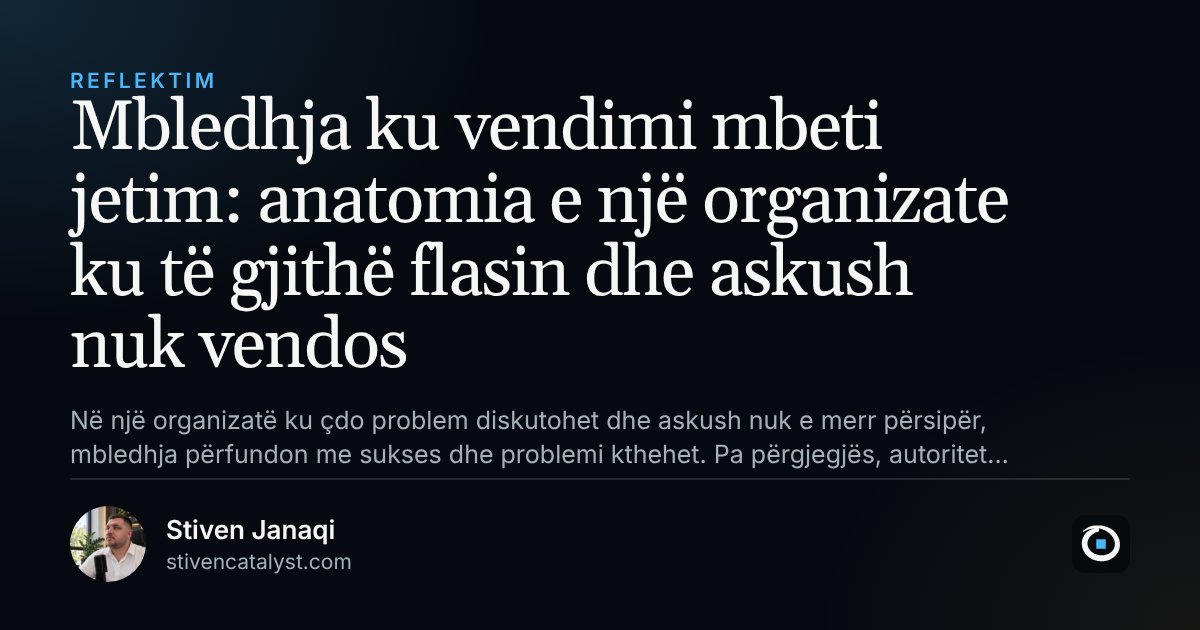 REFLEKTIM
Mbledhja ku vendimi mbeti
jetim: anatomia e një organizate
ku të gjithë flasin dhe askush
nuk vendos
Në një organizatë ku çdo problem diskutohet dhe askush nuk e merr përsipër,
mbledhja përfundon me sukses dhe problemi kthehet. Pa përgjegjës, autoritet...
Stiven Janaqi
stivencatalyst.com